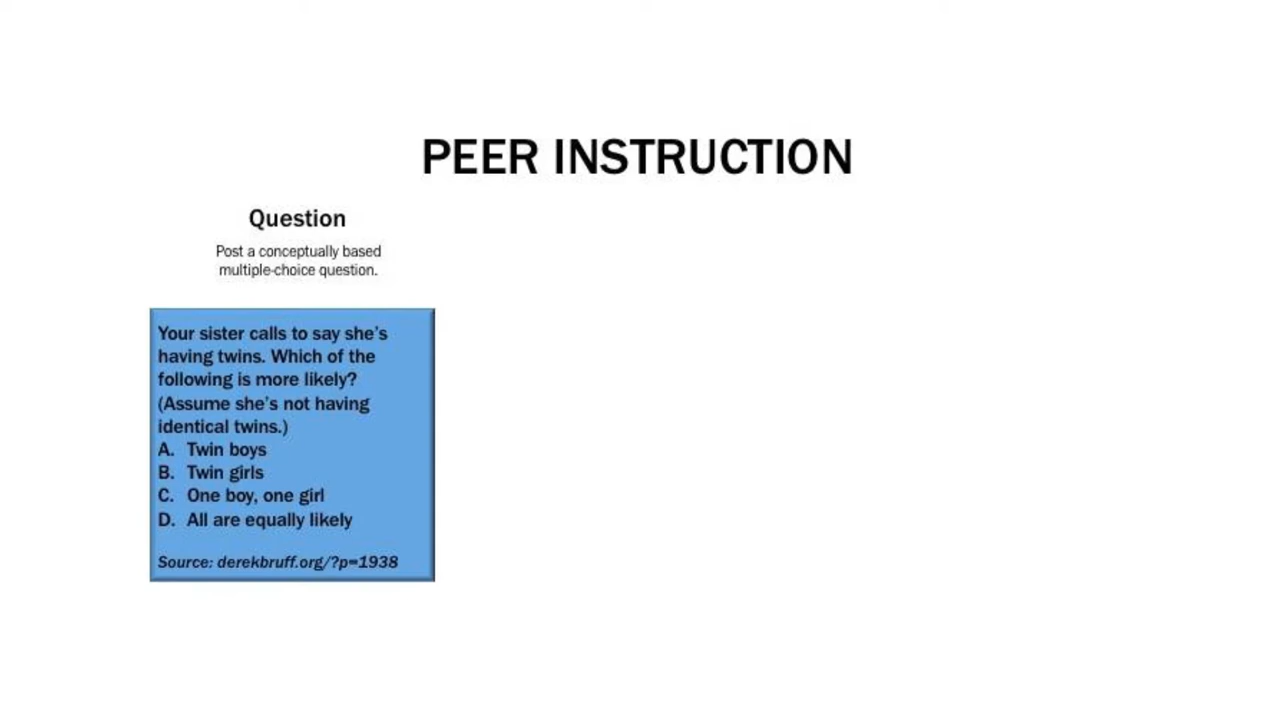 PEER INSTRUCTION
Question
Post a conceptually based
multiple-choice question.
Your sister calls to say she's
having twins. Which of the
following is more likely?
(Assume she's not having
identical twins.)
A. Twin boys
B. Twin girls
C. One boy, one girl
D. All are equally likely
Source: derekbruff.org/?p=1938